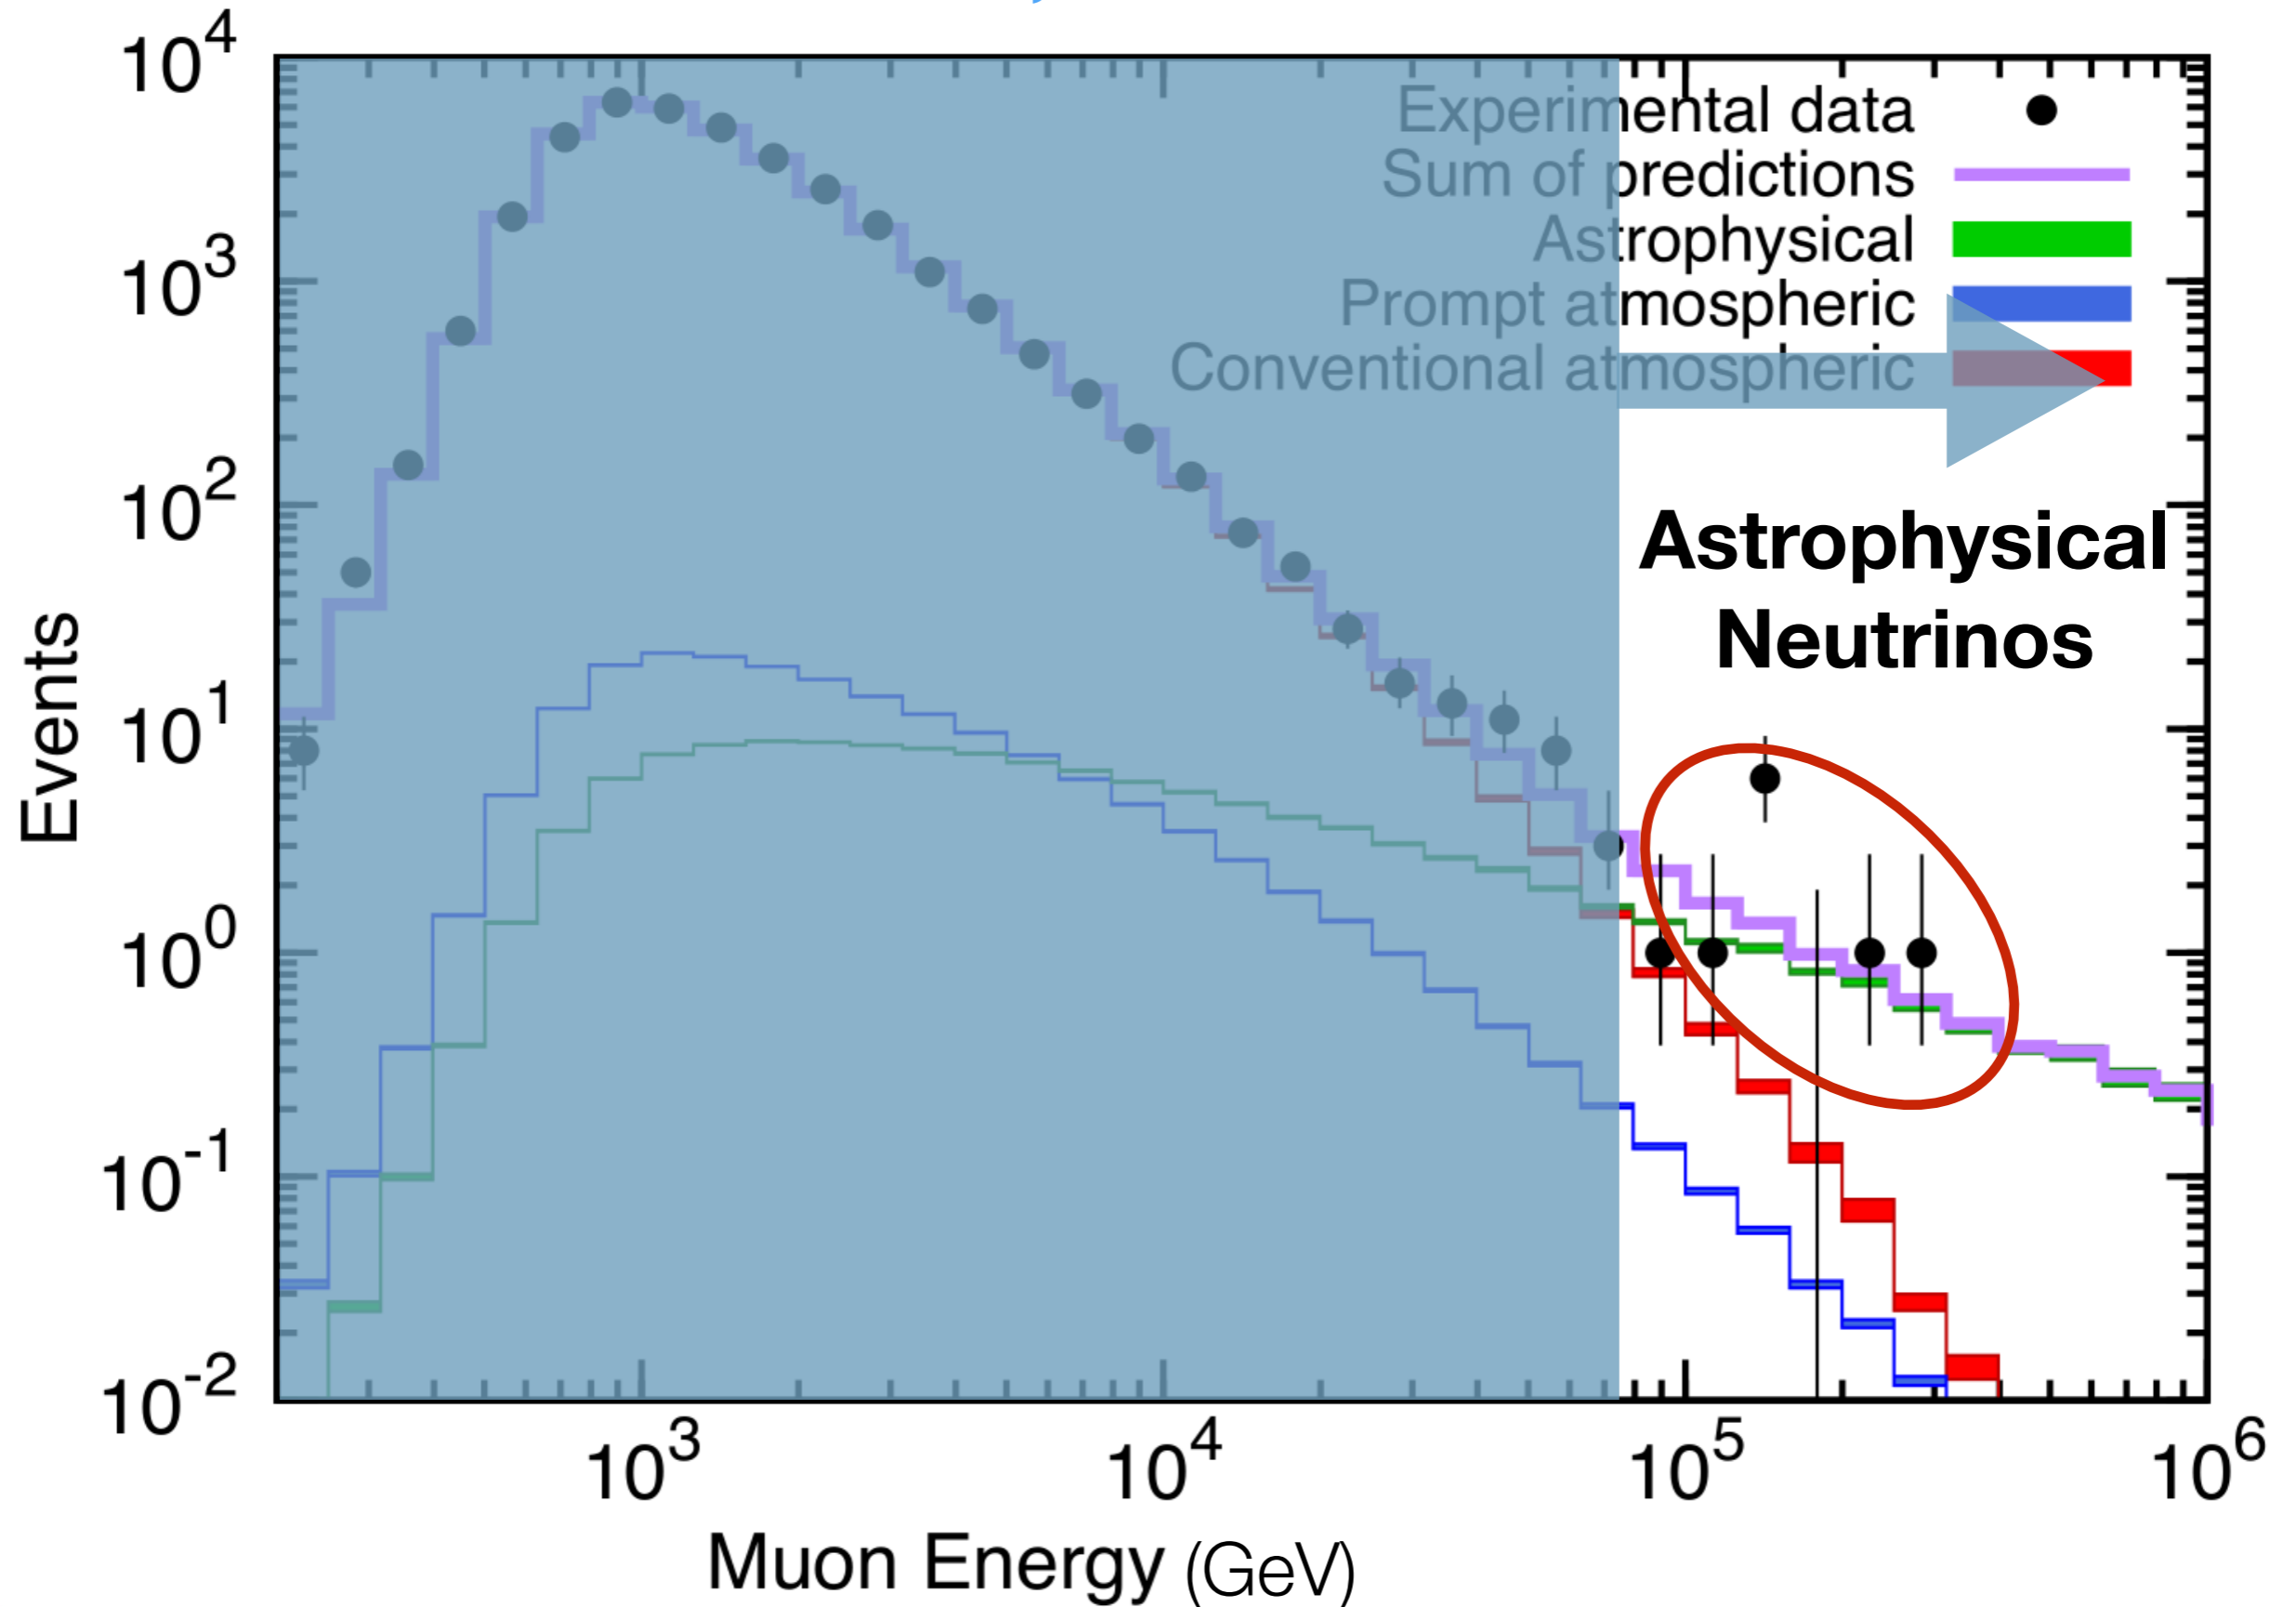 10^4
10^3
10^2
10^1
10^0
10^-1
10^-2
Events
Experimental data
Sum of predictions
Astrophysical
Prompt atmospheric
Conventional atmospheric
Astrophysical
Neutrinos
10^3 10^4 10^5 10^6
Muon Energy (GeV)